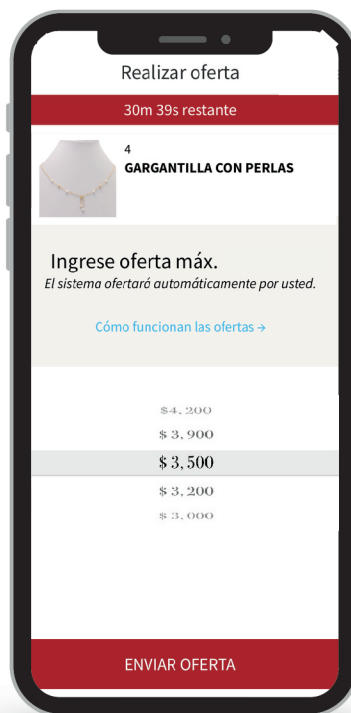 Realizar oferta
30m 39s restante
4
GARGANTILLA CON PERLAS
Ingrese oferta máx.
El sistema ofertará automáticamente por usted.
Cómo funcionan las ofertas →
$4,200
$ 3,900
$ 3,500
$ 3,200
$ 3,000
ENVIAR OFERTA